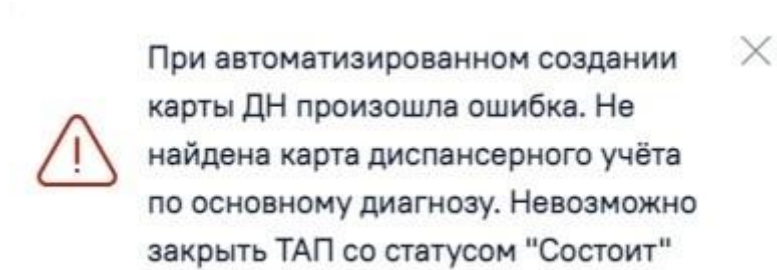 При автоматизированном создании
карты ДН произошла ошибка. Не
найдена карта диспансерного учёта
по основному диагнозу. Невозможно
закрыть ТАП со статусом "Состоит"